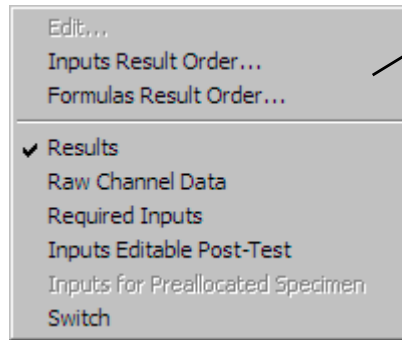 Edit...
Inputs Result Order...
Formulas Result Order...
Results
Raw Channel Data
Required Inputs
Inputs Editable Post-Test
Inputs for Preallocated Specimen
Switch